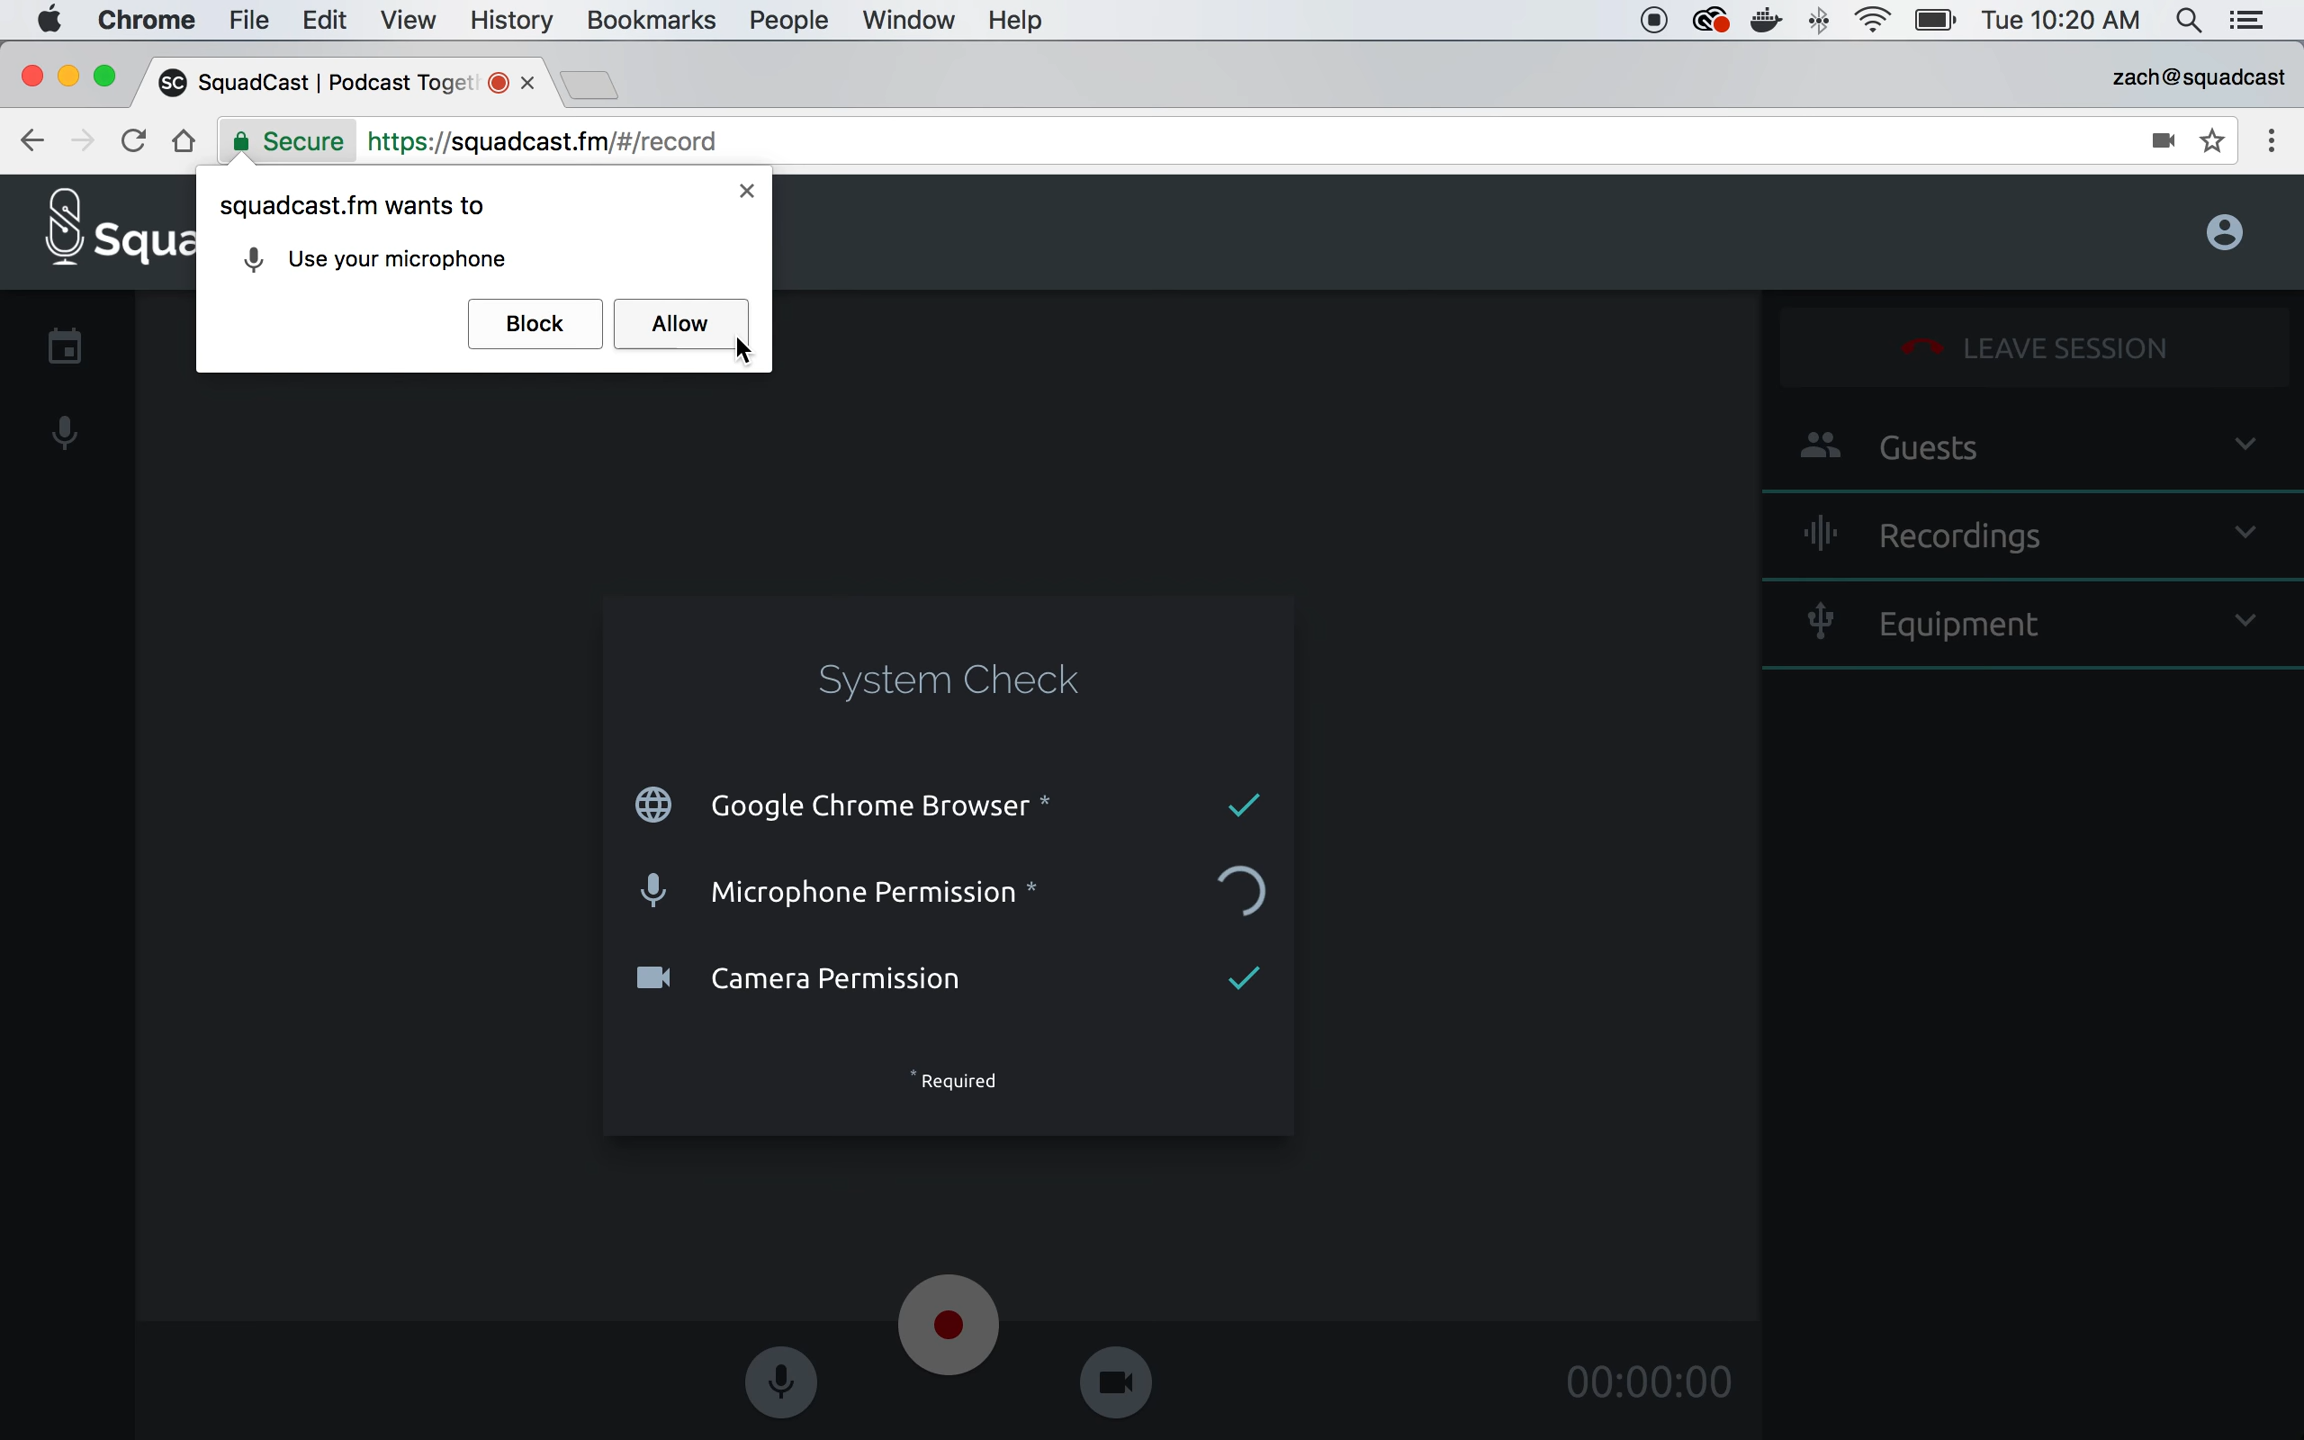 Chrome File Edit View History Bookmarks People Window Help Tue 10:20 AM
SC SquadCast | Podcast Toget zach@squadcast
Secure https://squadcast.fm/#/record
squadcast.fm wants to
Use your microphone
Block Allow
Squa
LEAVE SESSION
Guests
Recordings
Equipment
System Check
Google Chrome Browser *
Microphone Permission *
Camera Permission
* Required
00:00:00